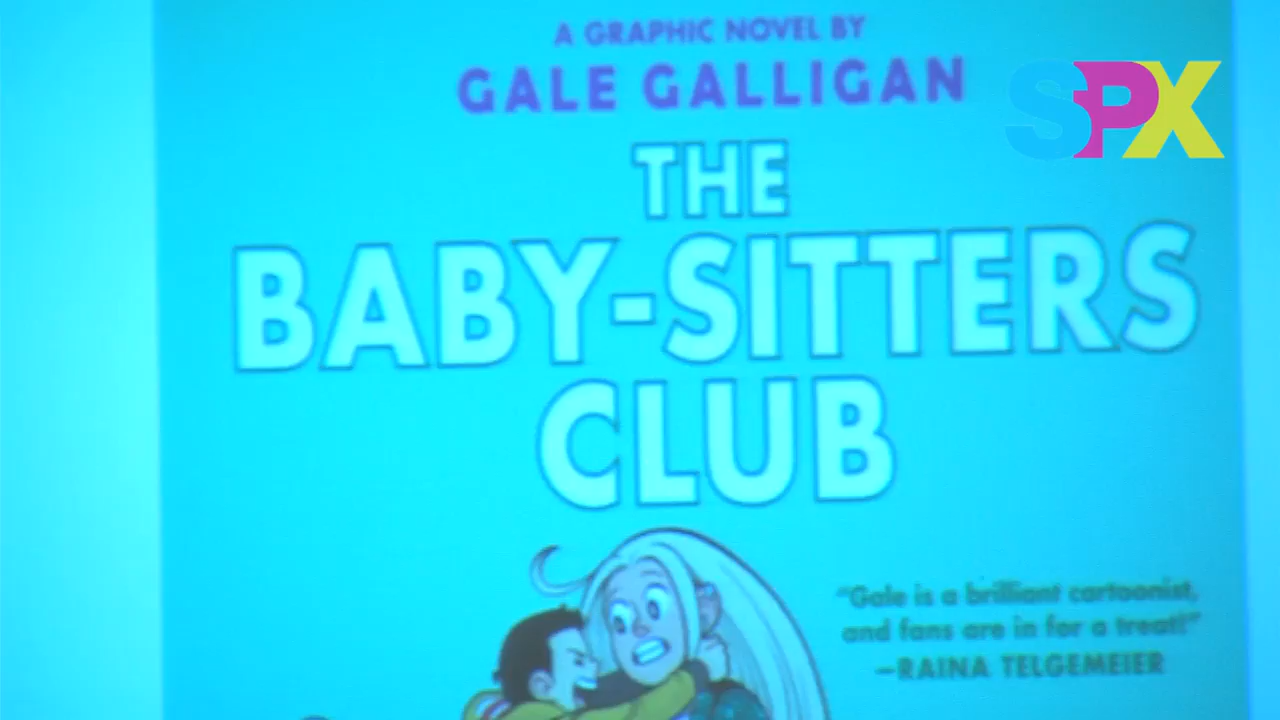 A GRAPHIC NOVEL BY
GALE GALLIGAN
SPX
THE
BABY-SITTERS
CLUB
"Gale is a brilliant cartoonist,
and fans are in for a treat!"
—RAINA TELGEMEIER